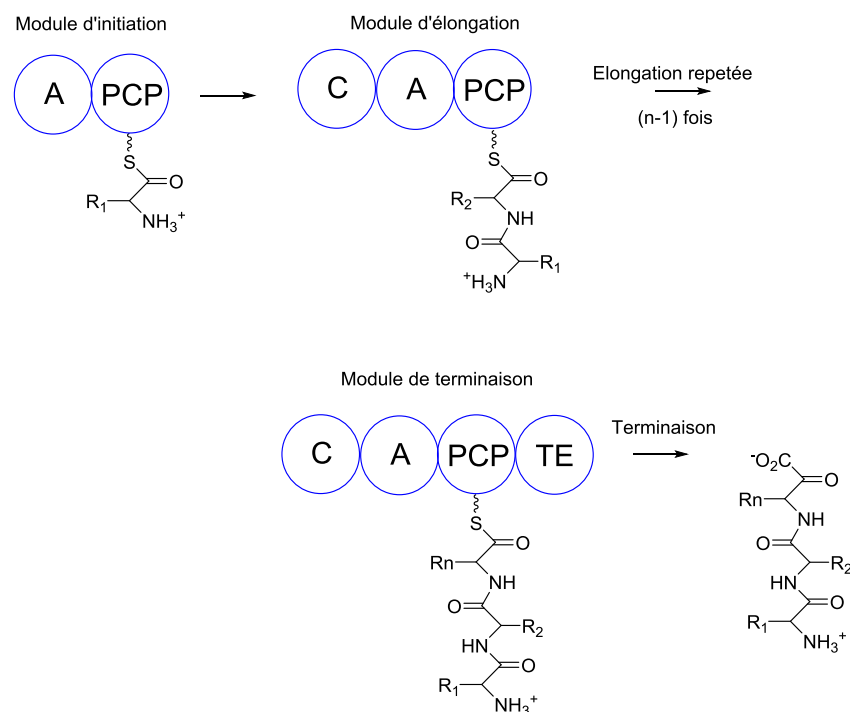 Module d'initiation
Module d'élongation
A PCP
C A PCP
Elongation repetée
(n-1) fois
S
O
R₁
NH₃⁺
S
O
R₂
NH
O
R₁
⁺H₃N
Module de terminaison
C A PCP TE
Terminaison
S
O
Rn
NH
O
R₂
HN
O
R₁
NH₃⁺
⁻O₂C
O
Rn
NH
O
R₂
NH
O
R₁
NH₃⁺